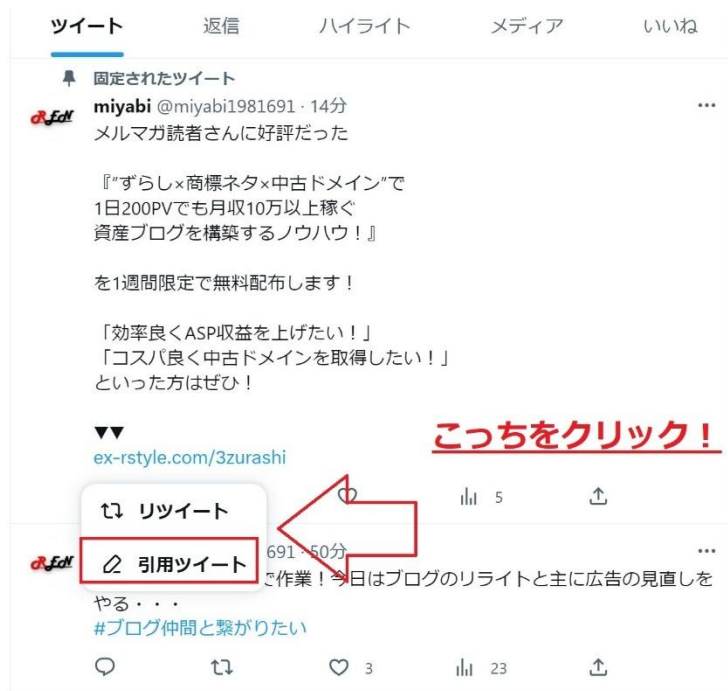 ツイート 返信 ハイライト メディア いいね
固定されたツイート
miyabi @miyabi1981691・14分
メルマガ読者さんに好評だった
『”ずらし×商標ネタ×中古ドメイン”で
1日200PVでも月収10万以上稼ぐ
資産ブログを構築するノウハウ！』
を1週間限定で無料配布します！
「効率良くASP収益を上げたい！」
「コスパ良く中古ドメインを取得したい！」
といった方はぜひ！
▼▼
こっちをクリック！
ex-rstyle.com/3zurashi
リツイート
5
引用ツイート
691・50分
で作業！今日はブログのリライトと主に広告の見直しを
やる・・・
#ブログ仲間と繋がりたい
3 23